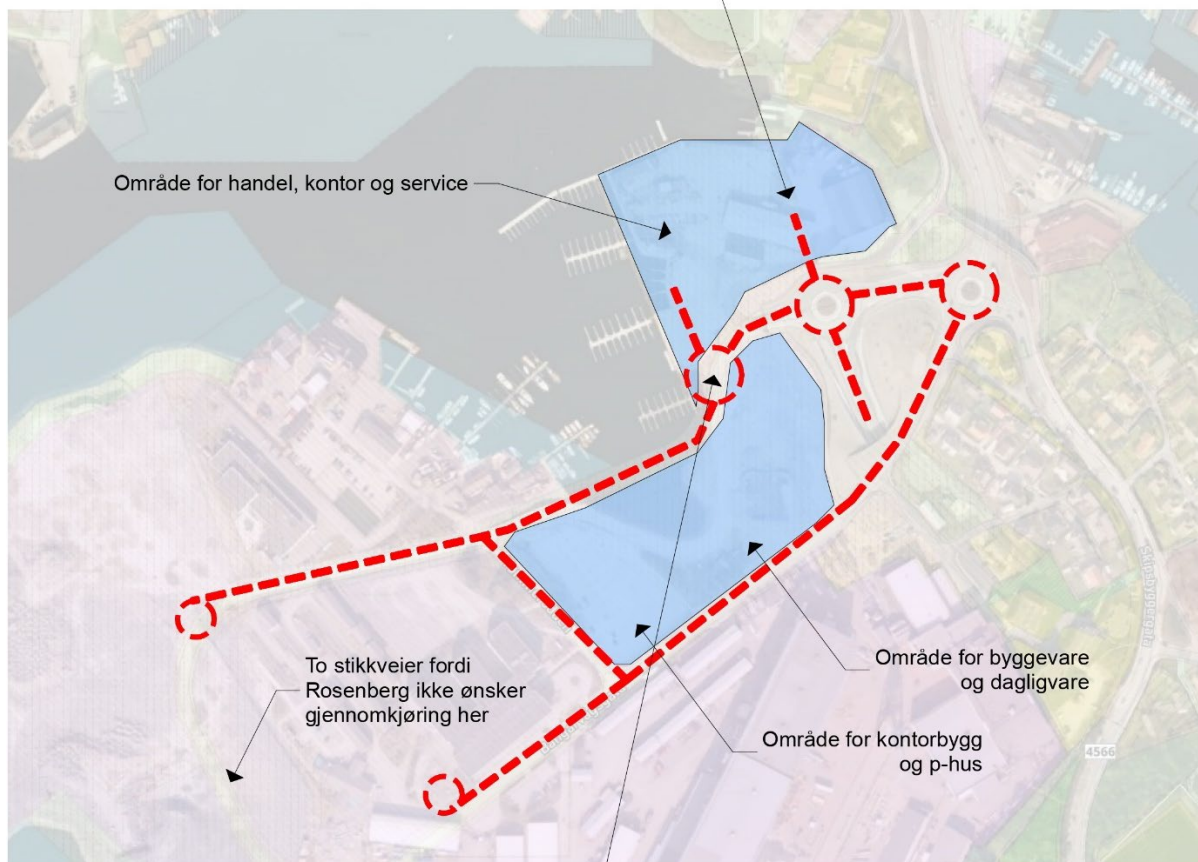 Område for handel, kontor og service
To stikkveier fordi
Rosenberg ikke ønsker
gjennomkjøring her
Område for byggevare
og dagligvare
Område for kontorbygg
og p-hus
4566